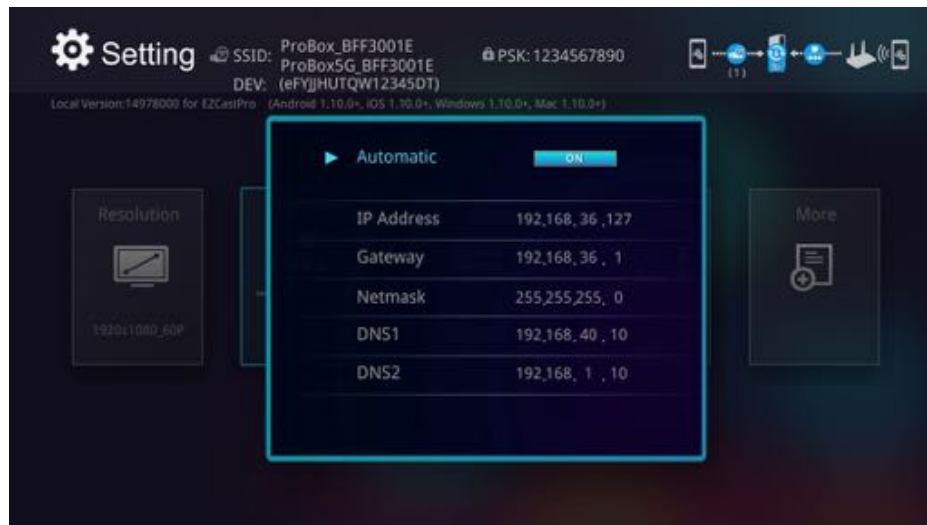 Setting
SSID: ProBox_BFF3001E
ProBox5G_BFF3001E
DEV: (eFYJJHUTQW12345DT)
PSK: 1234567890
(1)
Local Version:14978000 for EZCastPro (Android 1.10.0+, iOS 1.10.0+, Windows 1.10.0+, Mac 1.10.0+)
Automatic ON
Resolution
More
IP Address 192,168, 36 ,127
Gateway 192,168, 36 , 1
Netmask 255,255,255, 0
DNS1 192,168, 40 , 10
DNS2 192,168, 1 , 10
1920x1080_60P